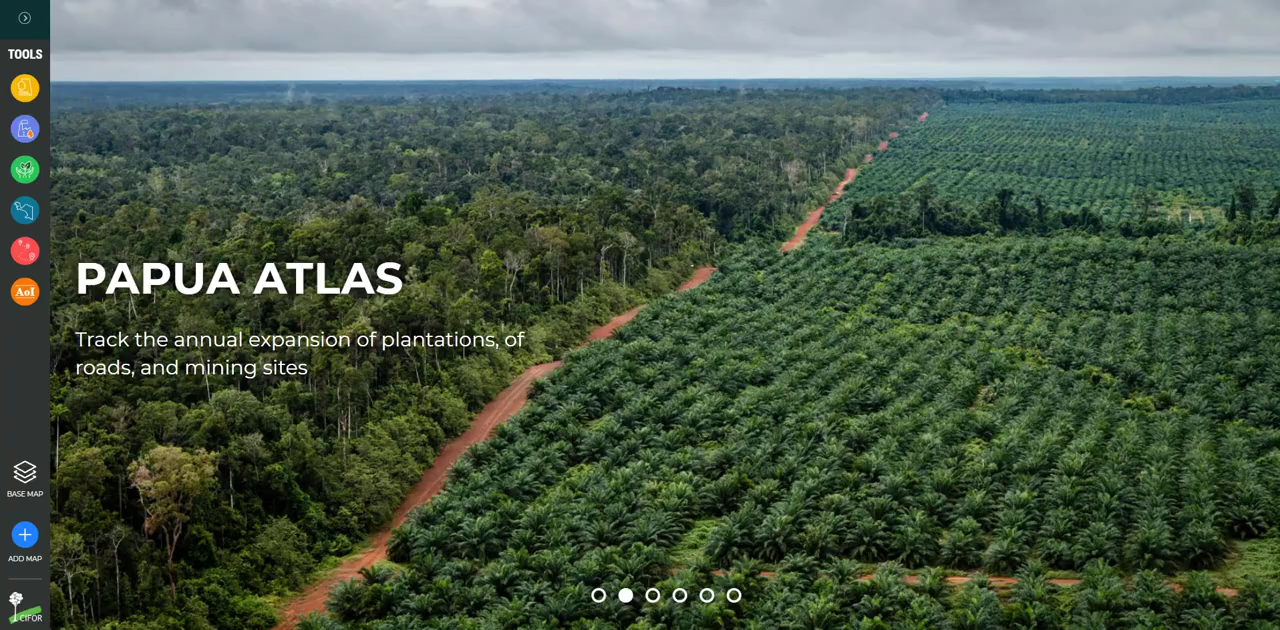 TOOLS
AoI
PAPUA ATLAS
Track the annual expansion of plantations, of
roads, and mining sites
BASE MAP
ADD MAP
CIFOR